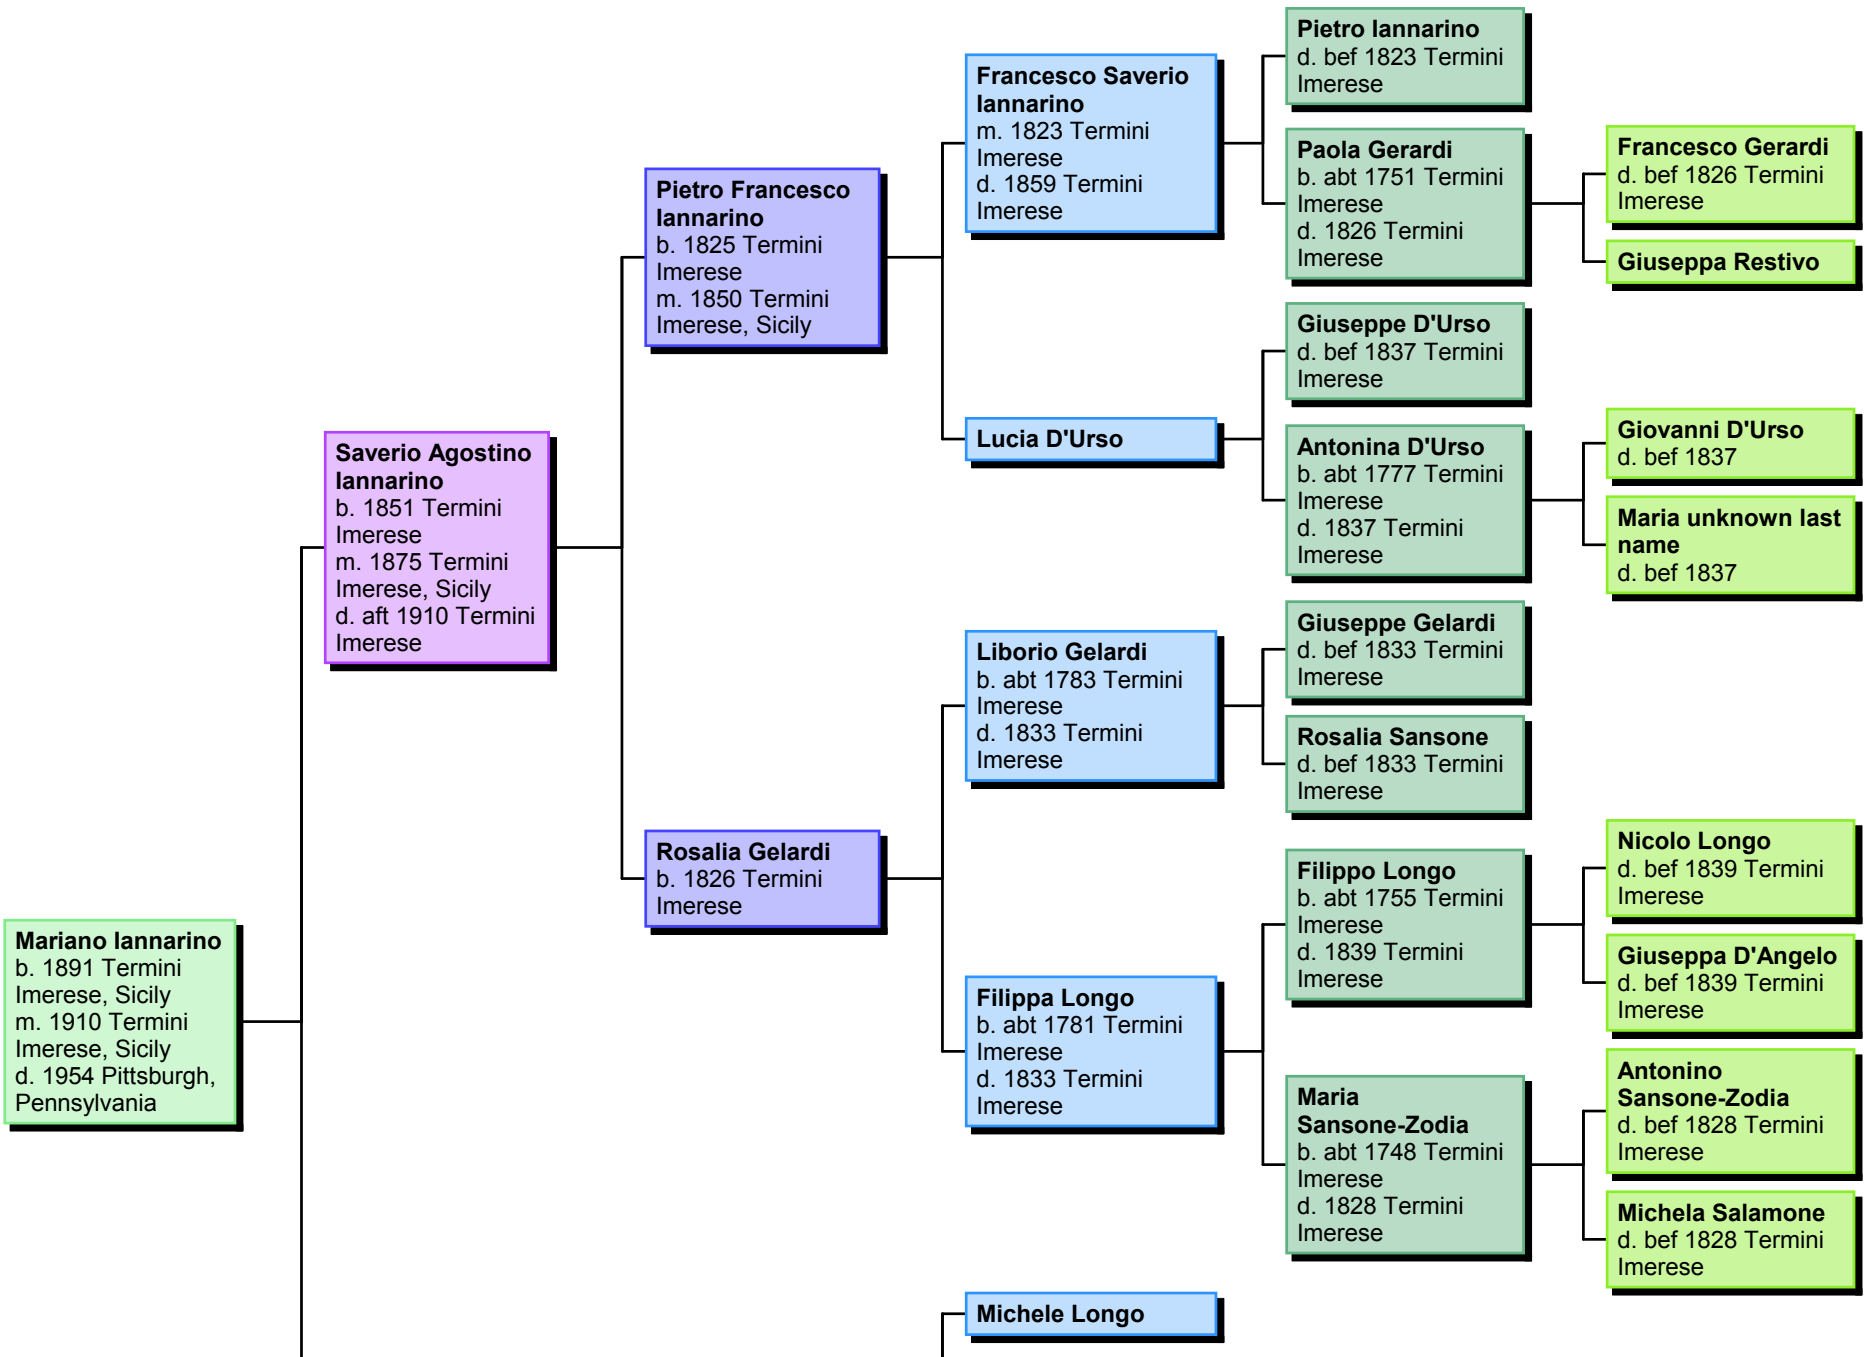 Mariano Iannarino
b. 1891 Termini
Imerese, Sicily
m. 1910 Termini
Imerese, Sicily
d. 1954 Pittsburgh,
Pennsylvania
Saverio Agostino
Iannarino
b. 1851 Termini
Imerese
m. 1875 Termini
Imerese, Sicily
d. aft 1910 Termini
Imerese
Pietro Francesco
Iannarino
b. 1825 Termini
Imerese
m. 1850 Termini
Imerese, Sicily
Rosalia Gelardi
b. 1826 Termini
Imerese
Francesco Saverio
Iannarino
m. 1823 Termini
Imerese
d. 1859 Termini
Imerese
Lucia D'Urso
Liborio Gelardi
b. abt 1783 Termini
Imerese
d. 1833 Termini
Imerese
Filippa Longo
b. abt 1781 Termini
Imerese
d. 1833 Termini
Imerese
Michele Longo
Pietro Iannarino
d. bef 1823 Termini
Imerese
Paola Gerardi
b. abt 1751 Termini
Imerese
d. 1826 Termini
Imerese
Giuseppe D'Urso
d. bef 1837 Termini
Imerese
Antonina D'Urso
b. abt 1777 Termini
Imerese
d. 1837 Termini
Imerese
Giuseppe Gelardi
d. bef 1833 Termini
Imerese
Rosalia Sansone
d. bef 1833 Termini
Imerese
Filippo Longo
b. abt 1755 Termini
Imerese
d. 1839 Termini
Imerese
Maria
Sansone-Zodia
b. abt 1748 Termini
Imerese
d. 1828 Termini
Imerese
Francesco Gerardi
d. bef 1826 Termini
Imerese
Giuseppa Restivo
Giovanni D'Urso
d. bef 1837
Maria unknown last
name
d. bef 1837
Nicolo Longo
d. bef 1839 Termini
Imerese
Giuseppa D'Angelo
d. bef 1839 Termini
Imerese
Antonino
Sansone-Zodia
d. bef 1828 Termini
Imerese
Michela Salamone
d. bef 1828 Termini
Imerese